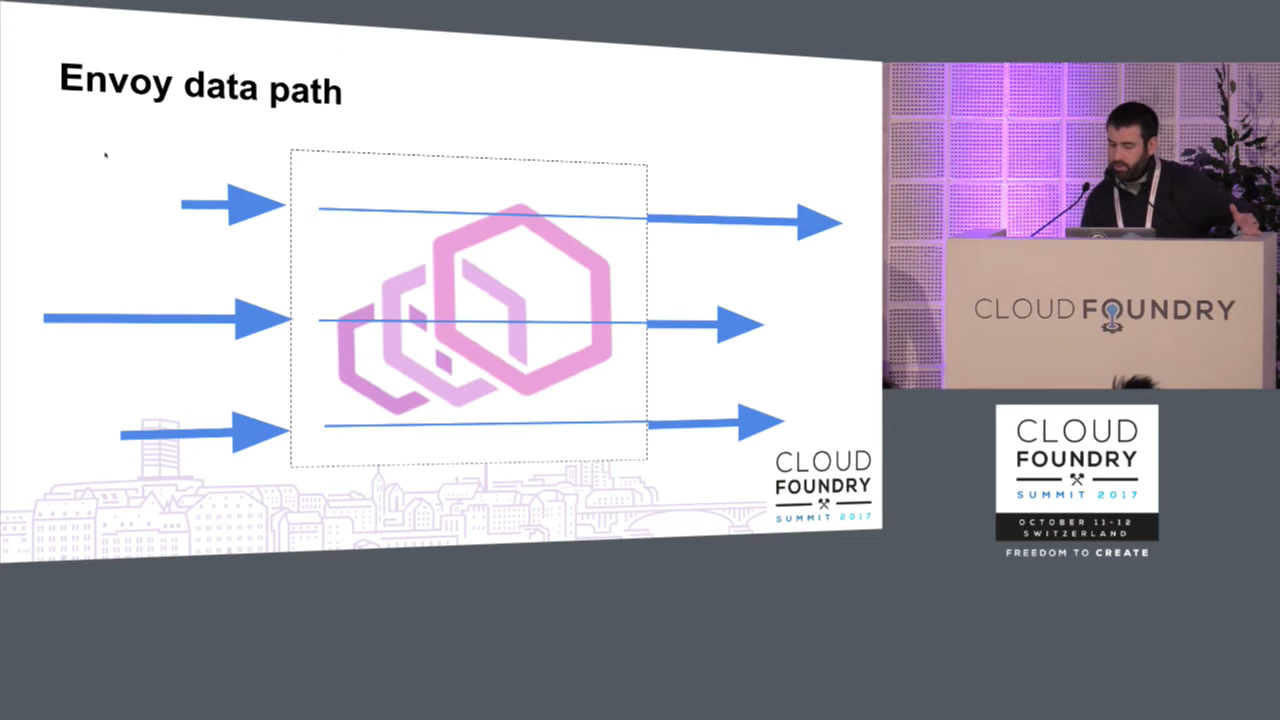 Envoy data path
CLOUD
FOUNDRY
SUMMIT 2017
CLOUD FOUNDRY
CLOUD
FOUNDRY
SUMMIT 2017
OCTOBER 11-12
SWITZERLAND
FREEDOM TO CREATE